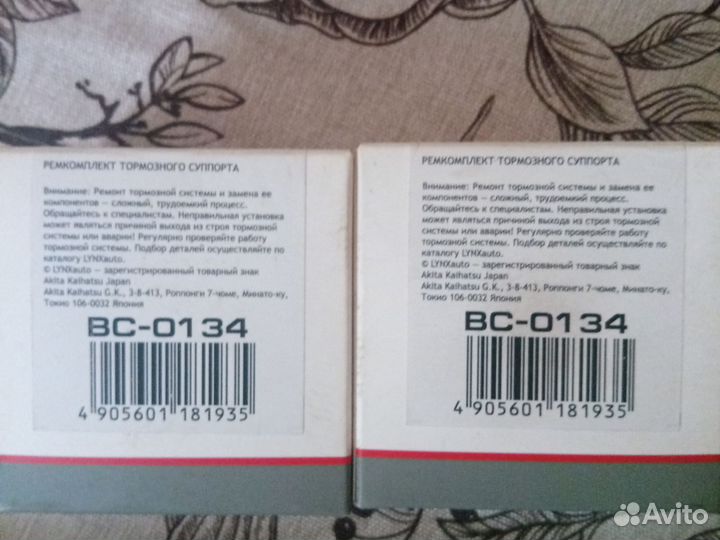 РЕМКОМПЛЕКТ ТОРМОЗНОГО СУППОРТА
Внимание: Ремонт тормозной системы и замена ее
компонентов — сложный, трудоемкий процесс.
Обращайтесь к специалистам. Неправильная установка
может являться причиной выхода из строя тормозной
системы или аварии! Регулярно проверяйте работу
тормозной системы. Подбор деталей осуществляйте по
каталогу LYNXauto.
© LYNXauto — зарегистрированный товарный знак
Akita Kaihatsu Japan
Akita Kaihatsu G.K., 3-8-413, Роппонги 7-чоме, Минато-ку,
Токио 106-0032 Япония
BC-0134
4 905601 181935
РЕМКОМПЛЕКТ ТОРМОЗНОГО СУППОРТА
Внимание: Ремонт тормозной системы и замена ее
компонентов — сложный, трудоемкий процесс.
Обращайтесь к специалистам. Неправильная установка
может являться причиной выхода из строя тормозной
системы или аварии! Регулярно проверяйте работу
тормозной системы. Подбор деталей осуществляйте по
каталогу LYNXauto.
© LYNXauto — зарегистрированный товарный знак
Akita Kaihatsu Japan
Akita Kaihatsu G.K., 3-8-413, Роппонги 7-чоме, Минато-ку,
Токио 106-0032 Япония
BC-0134
4 905601 181935
Avito